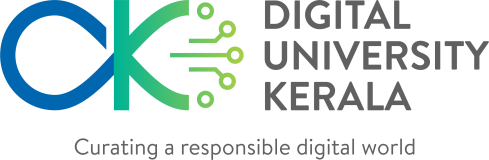 DIGITAL
UNIVERSITY
KERALA
Curating a responsible digital world